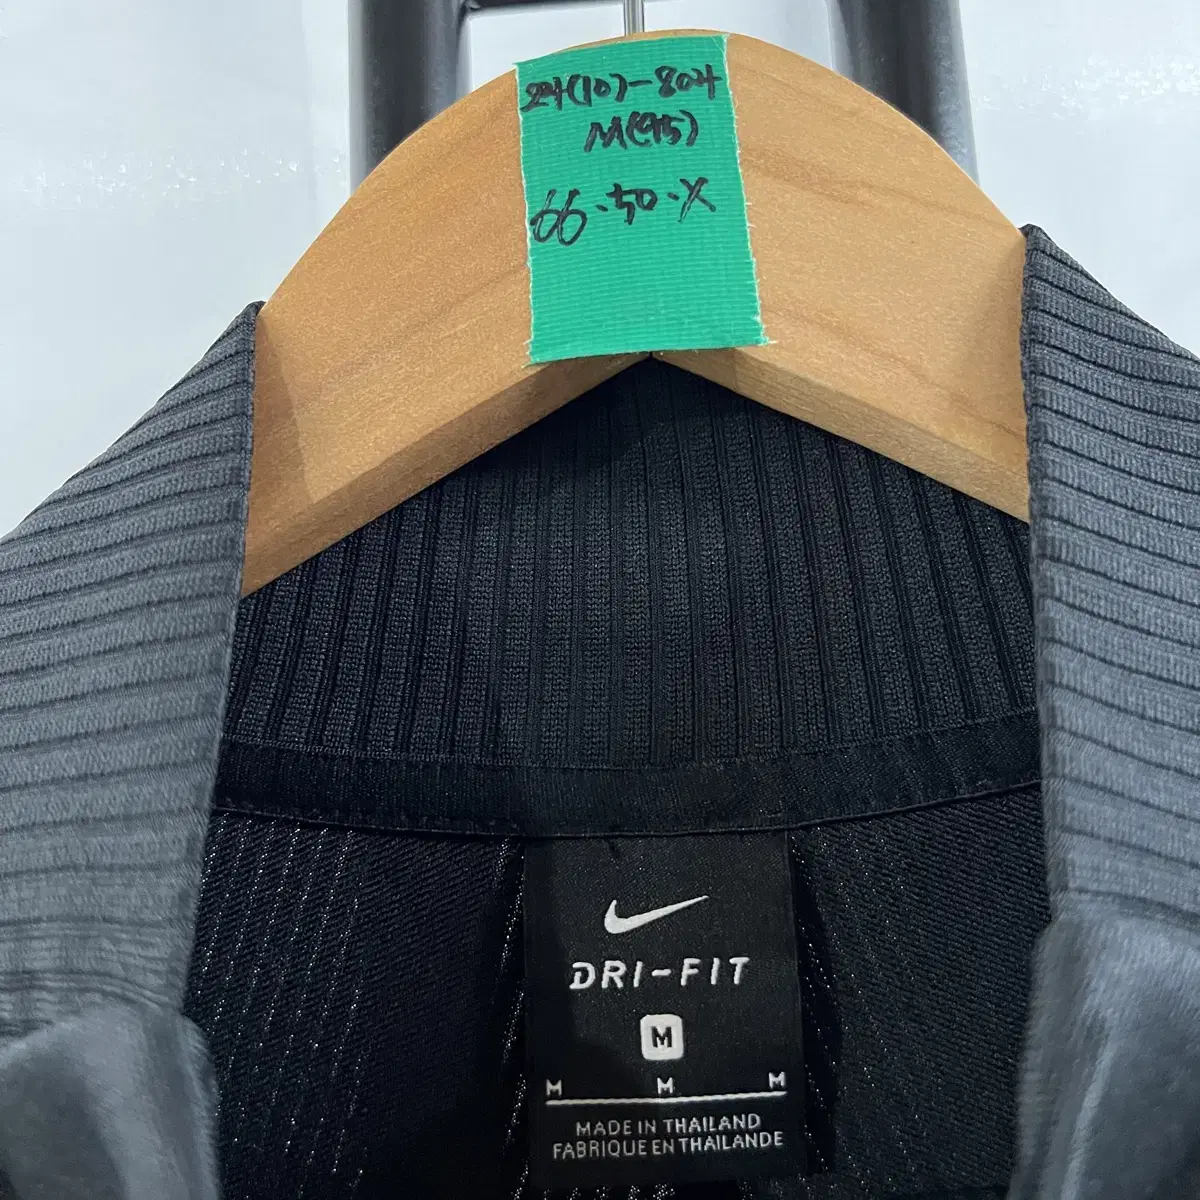 24(10)-804
M(95)
66.50.X
DRI-FIT
M
M M M
MADE IN THAILAND
FABRIQUE EN THAILANDE